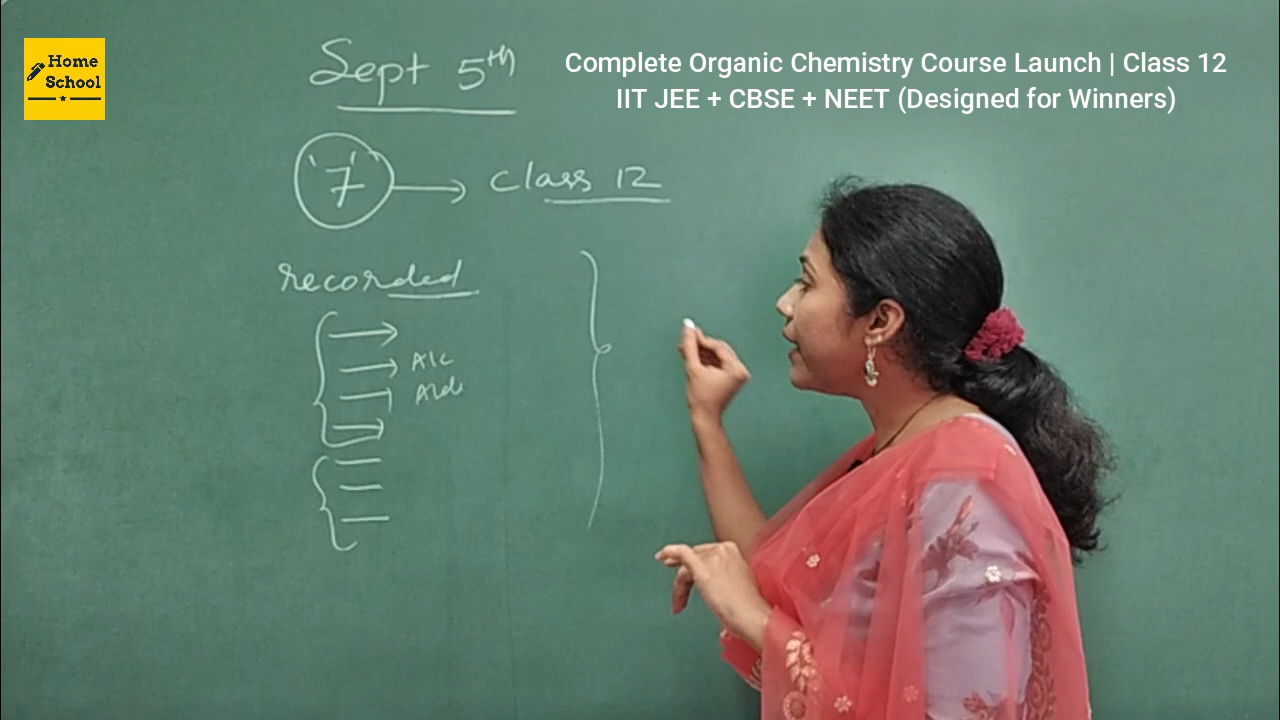 Home
School
Complete Organic Chemistry Course Launch | Class 12
IIT JEE + CBSE + NEET (Designed for Winners)
Sept 5th
'7' → Class 12
recorded
Alc
Ald